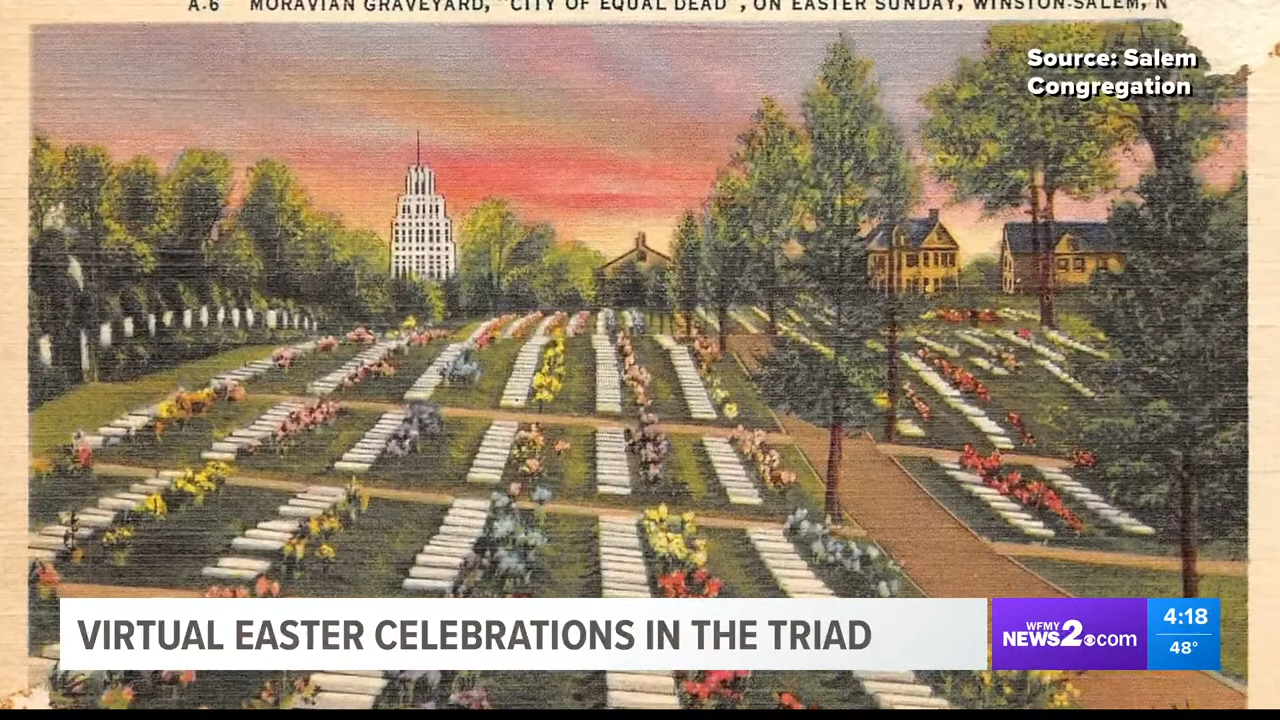 A-6 MORAVIAN GRAVEYARD, "CITY OF EQUAL DEAD", ON EASTER SUNDAY, WINSTON-SALEM, N
Source: Salem
Congregation
VIRTUAL EASTER CELEBRATIONS IN THE TRIAD
WFMY
NEWS2 com
4:18
48°